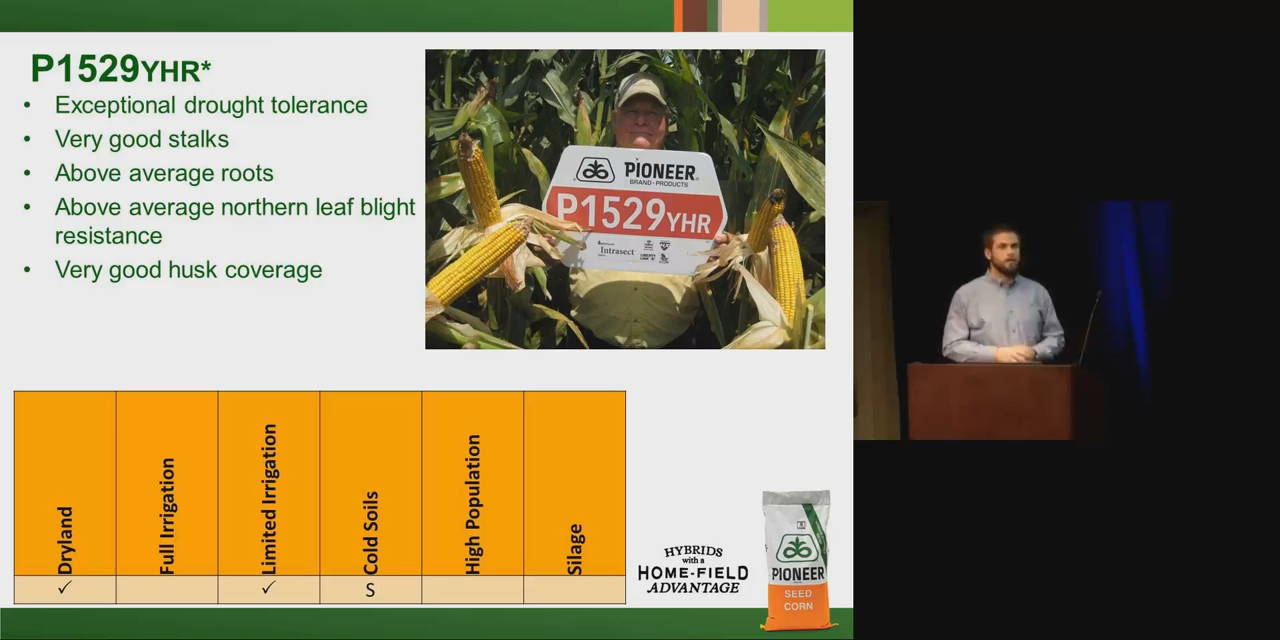 P1529YHR*
• Exceptional drought tolerance
• Very good stalks
• Above average roots
• Above average northern leaf blight
resistance
• Very good husk coverage
PIONEER
BRAND·PRODUCTS
P1529YHR
Intrasect
Dryland
Full Irrigation
Limited Irrigation
Cold Soils
High Population
Silage
✓ ✓ S
HYBRIDS
with a
HOME-FIELD
ADVANTAGE
PIONEER
SEED
CORN